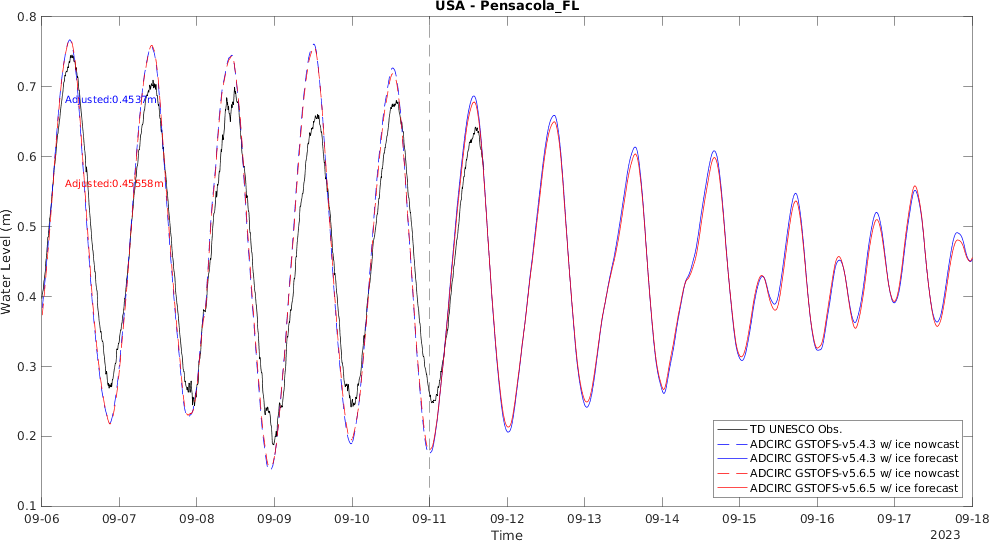 USA - Pensacola_FL
0.8
0.7
0.6
0.5
0.4
0.3
0.2
0.1
Water Level (m)
Adjusted:0.4537m
Adjusted:0.45558m
TD UNESCO Obs.
ADCIRC GSTOFS-v5.4.3 w/ ice nowcast
ADCIRC GSTOFS-v5.4.3 w/ ice forecast
ADCIRC GSTOFS-v5.6.5 w/ ice nowcast
ADCIRC GSTOFS-v5.6.5 w/ ice forecast
09-06 09-07 09-08 09-09 09-10 09-11 09-12 09-13 09-14 09-15 09-16 09-17 09-18
Time
2023